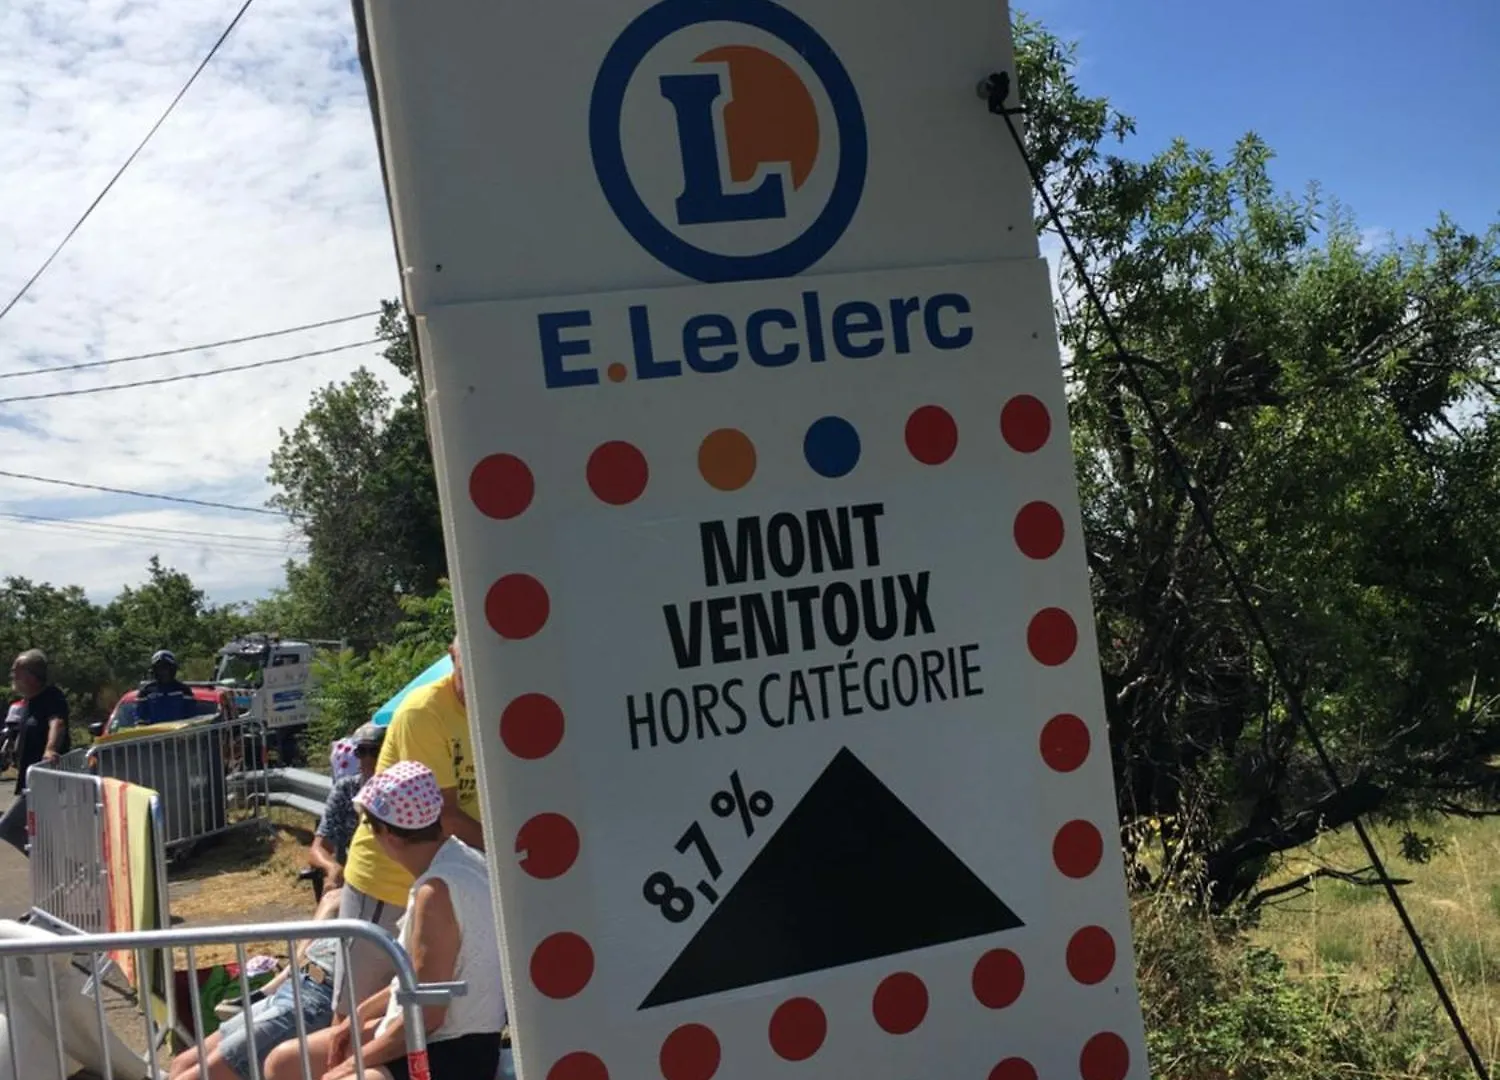 L
E.Leclerc
MONT
VENTOUX
HORS CATÉGORIE
8,7%